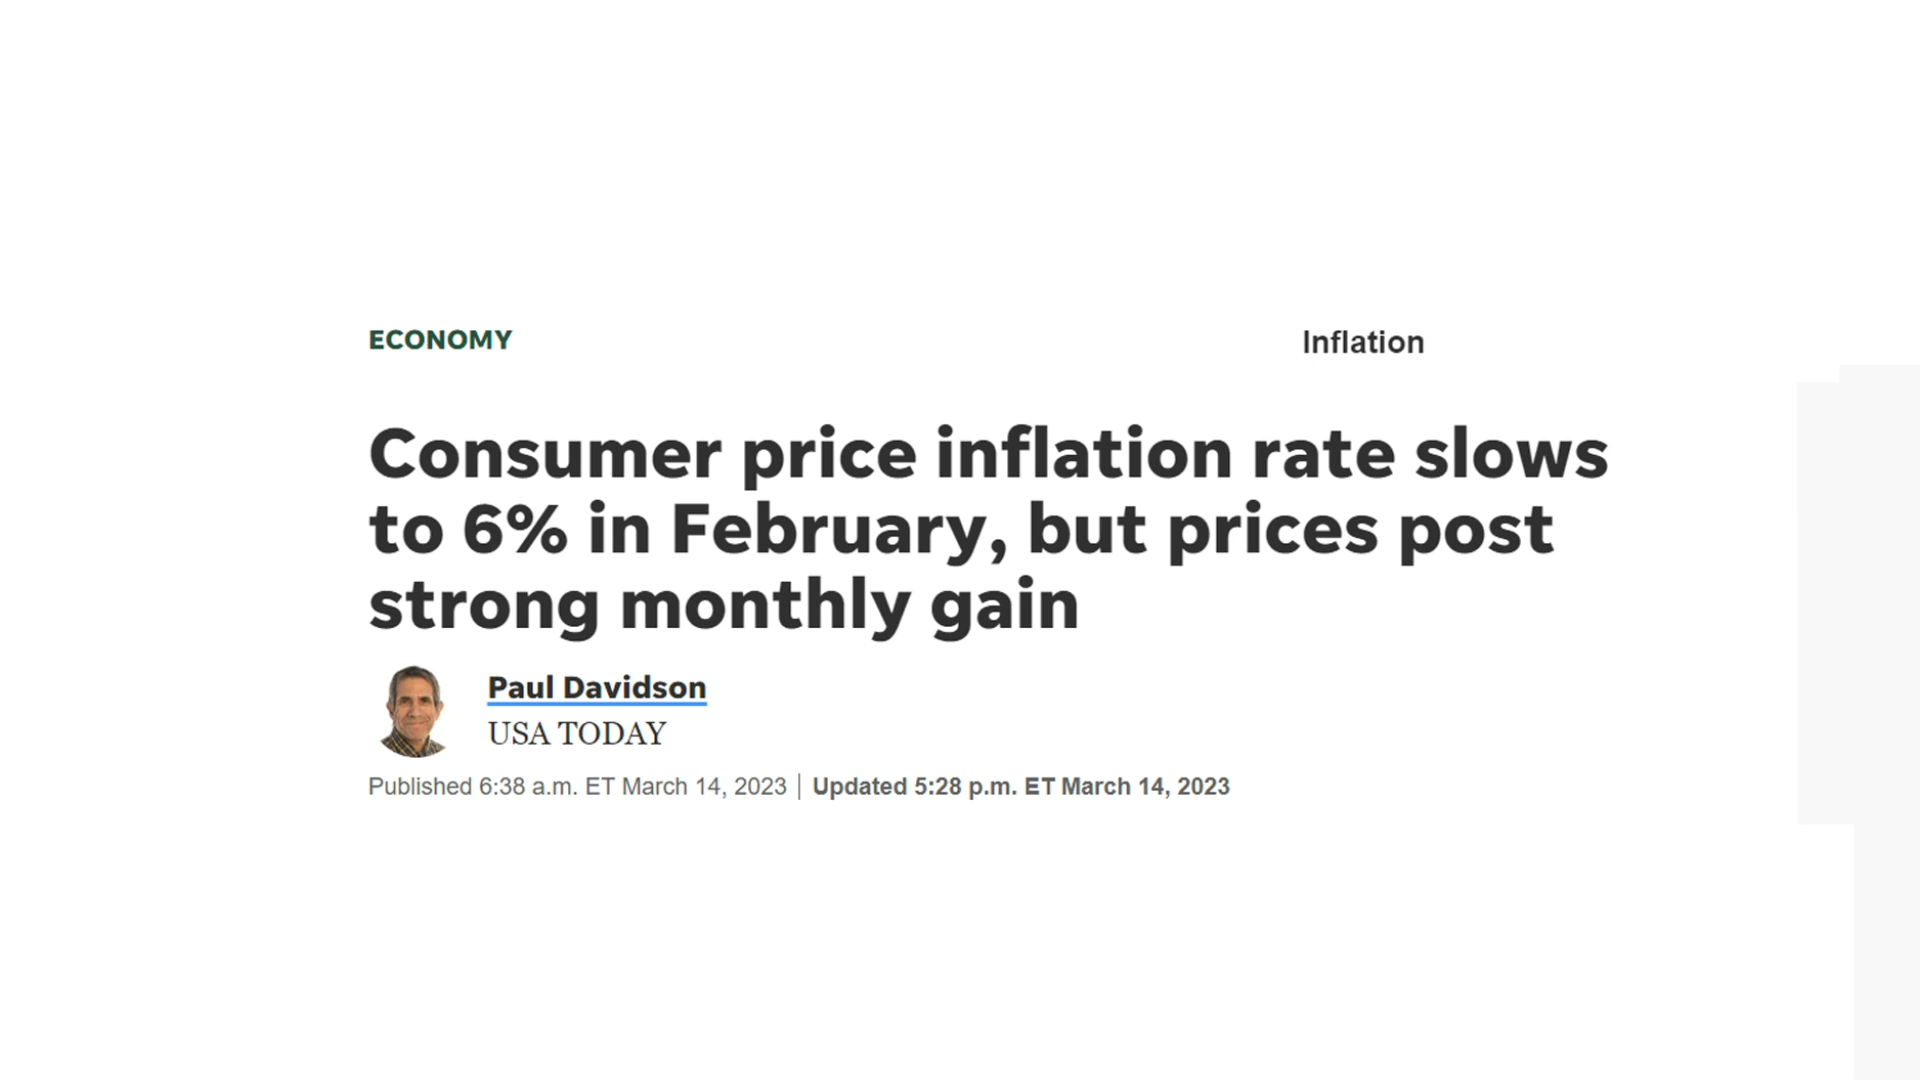 ECONOMY
Inflation
Consumer price inflation rate slows
to 6% in February, but prices post
strong monthly gain
Paul Davidson
USA TODAY
Published 6:38 a.m. ET March 14, 2023 | Updated 5:28 p.m. ET March 14, 2023